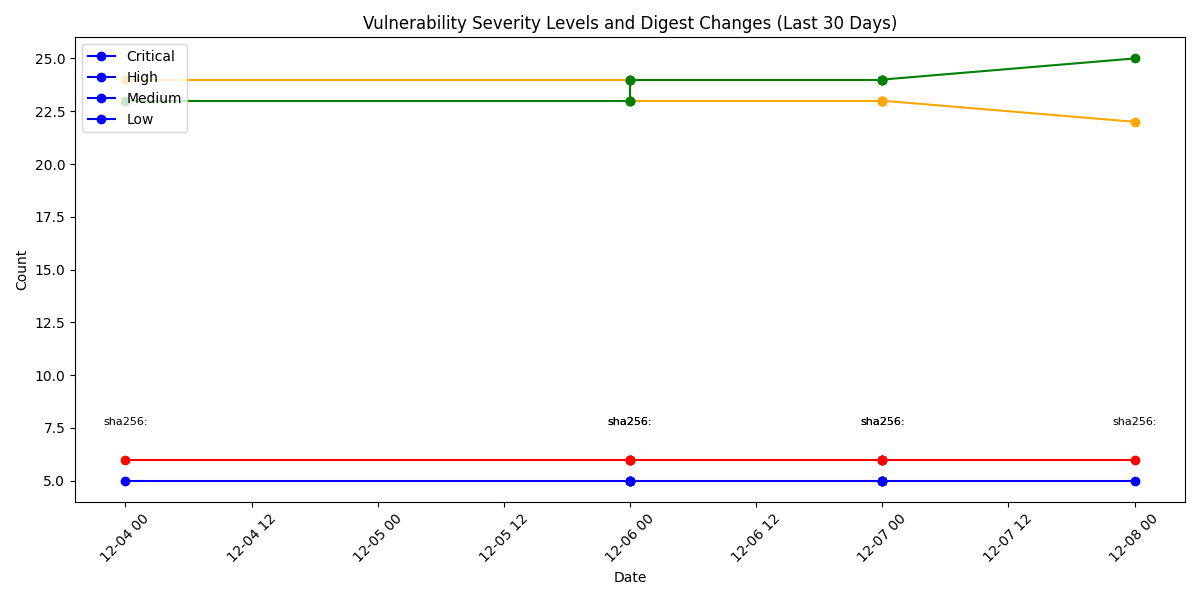 Vulnerability Severity Levels and Digest Changes (Last 30 Days)
Critical
High
Medium
Low
25.0
22.5
20.0
17.5
15.0
12.5
10.0
7.5
5.0
Count
sha256: sha256: sha256: sha256:
12-04 00 12-04 12 12-05 00 12-05 12 12-06 00 12-06 12 12-07 00 12-07 12 12-08 00
Date